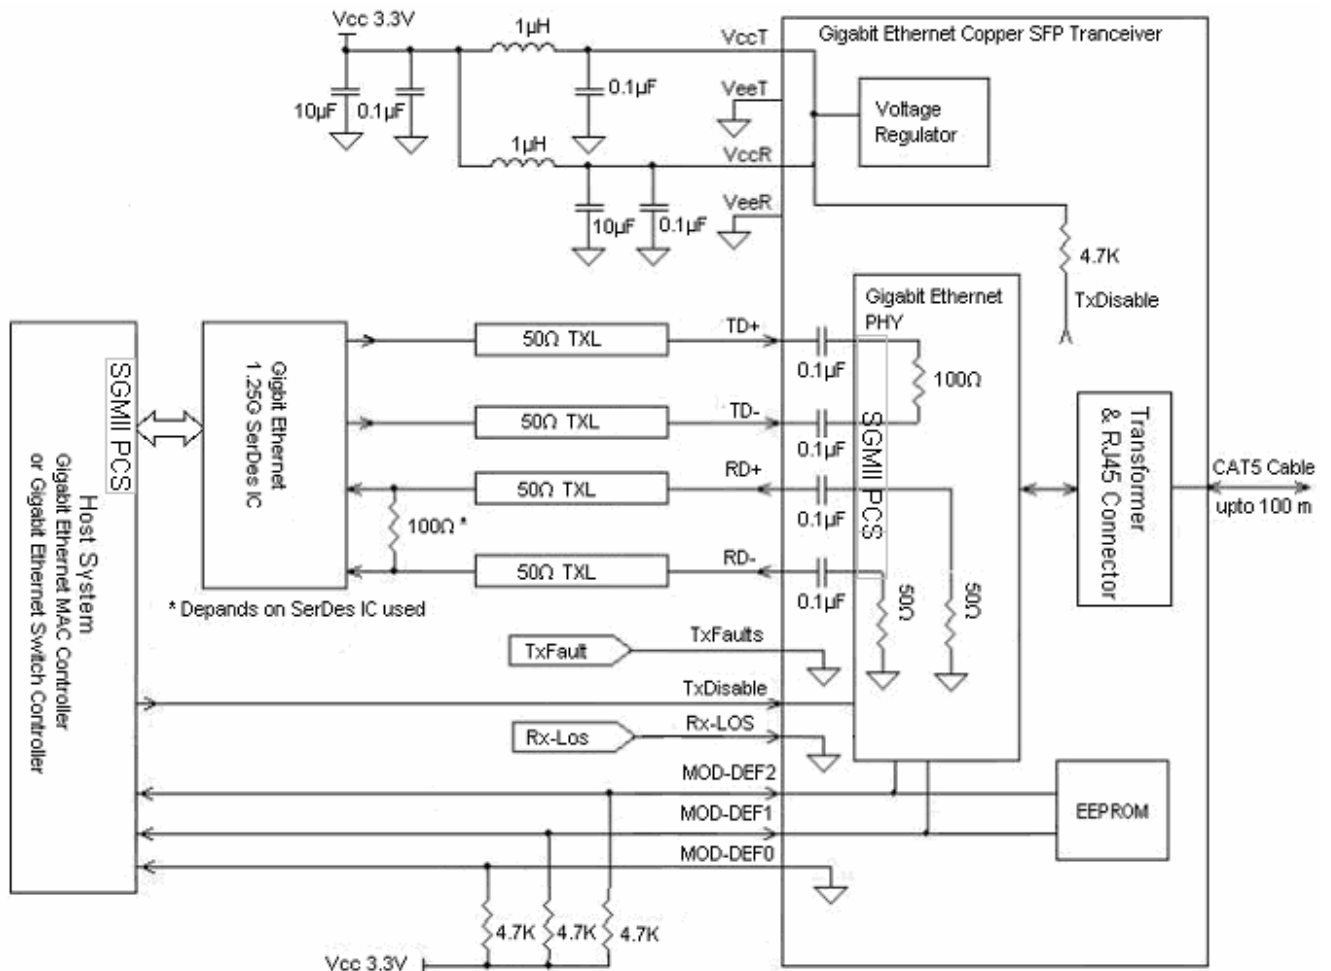 Vcc 3.3V
1µH
VccT
Gigabit Ethernet Copper SFP Tranceiver
10µF
0.1µF
0.1µF
VeeT
Voltage
Regulator
1µH
VccR
10µF
0.1µF
VeeR
4.7K
TxDisable
Gigabit Ethernet
PHY
SGMII PCS
Host System
Gigabit Ethernet MAC Controller
or Gigabit Ethernet Switch Controller
Gigbit Ethernet
1.25G SerDes IC
50Ω TXL
TD+
0.1µF
100Ω
50Ω TXL
TD-
0.1µF
SGMII PCS
50Ω TXL
RD+
0.1µF
100Ω *
50Ω TXL
RD-
0.1µF
50Ω
50Ω
Transformer
& RJ45 Connector
CAT5 Cable
upto 100 m
* Depands on SerDes IC used
TxFault
TxFaults
TxDisable
Rx-Los
Rx-LOS
MOD-DEF2
MOD-DEF1
MOD-DEF0
EEPROM
4.7K
4.7K
4.7K
Vcc 3.3V